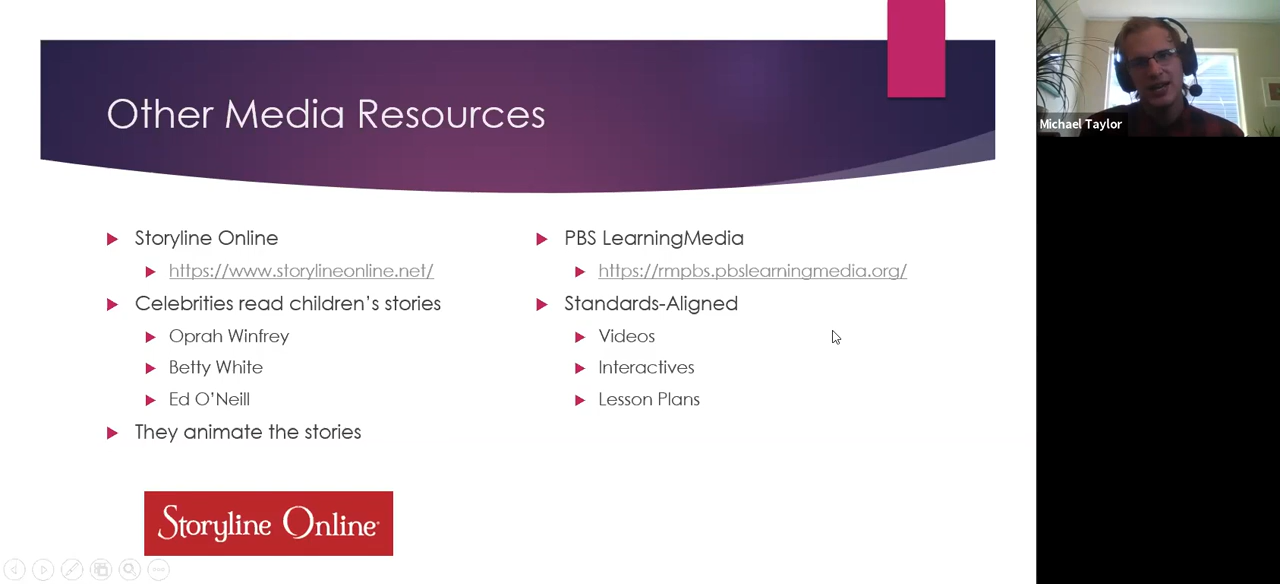 Other Media Resources
Michael Taylor
Storyline Online
https://www.storylineonline.net/
Celebrities read children's stories
Oprah Winfrey
Betty White
Ed O'Neill
They animate the stories
Storyline Online®
PBS LearningMedia
https://rmpbs.pbslearningmedia.org/
Standards-Aligned
Videos
Interactives
Lesson Plans